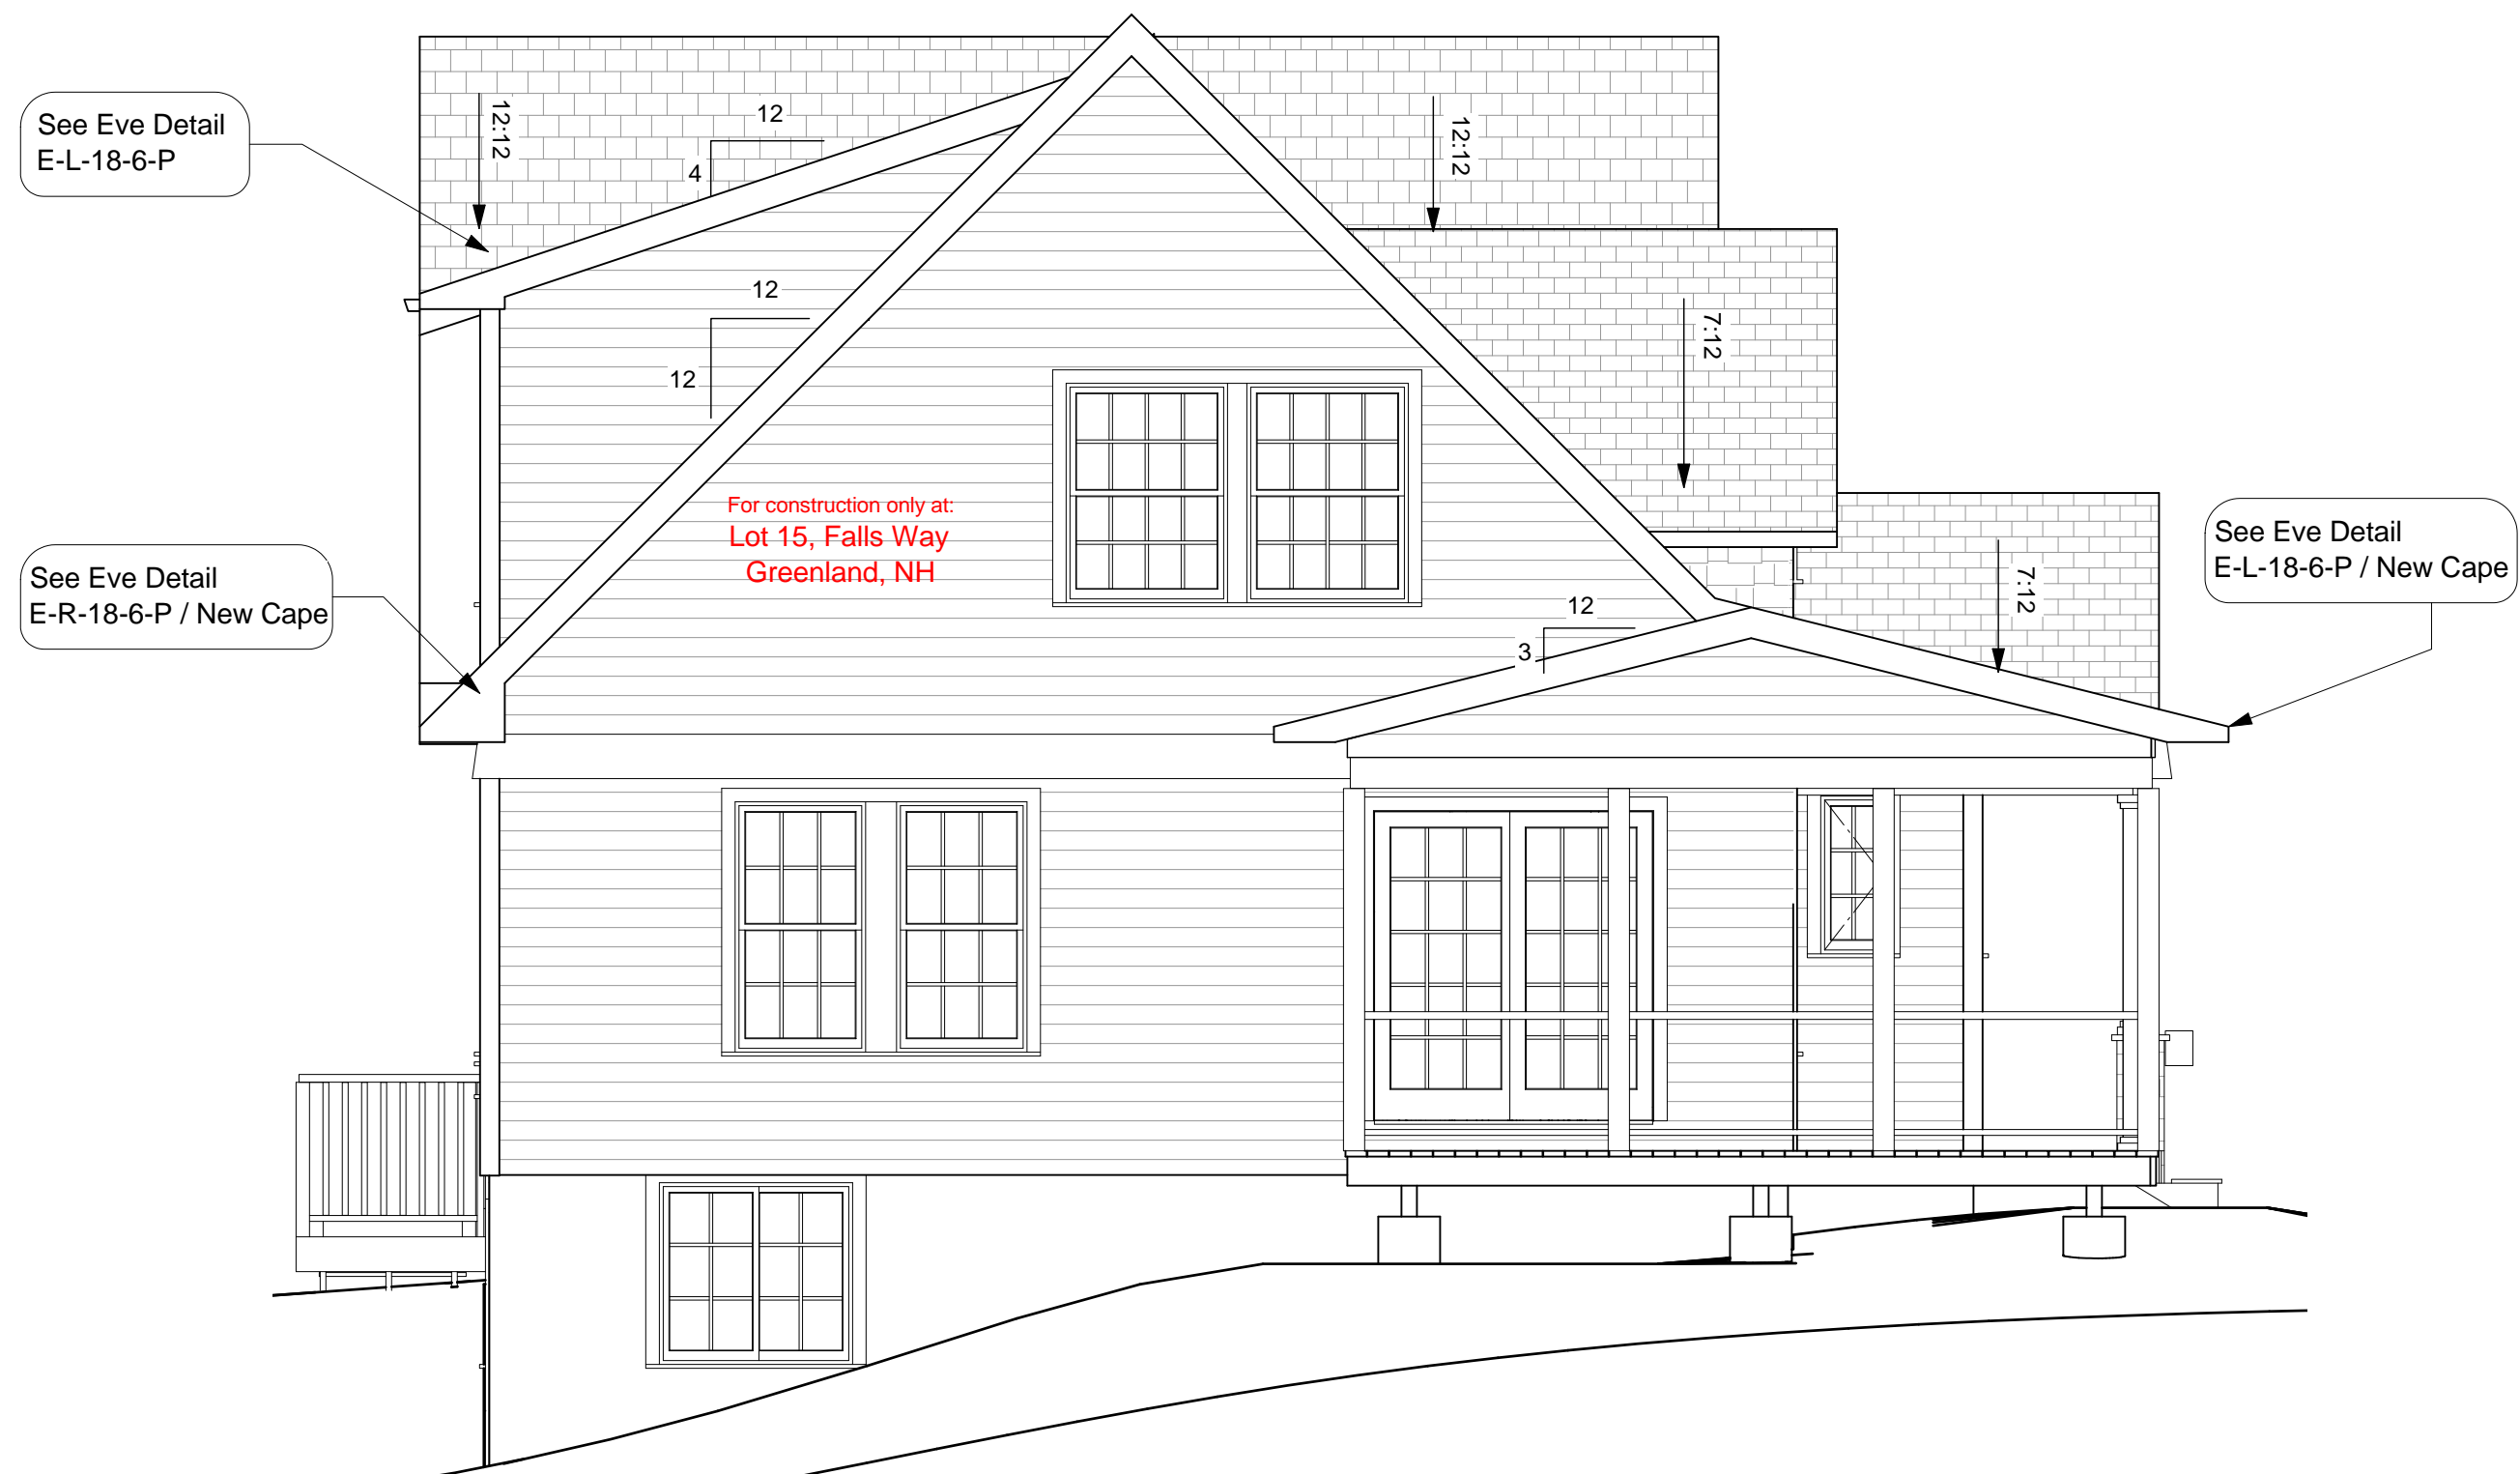 See Eve Detail
E-L-18-6-P
12:12
12
4
12:12
12
12
7:12
For construction only at:
Lot 15, Falls Way
Greenland, NH
See Eve Detail
E-R-18-6-P / New Cape
12
3
7:12
See Eve Detail
E-L-18-6-P / New Cape